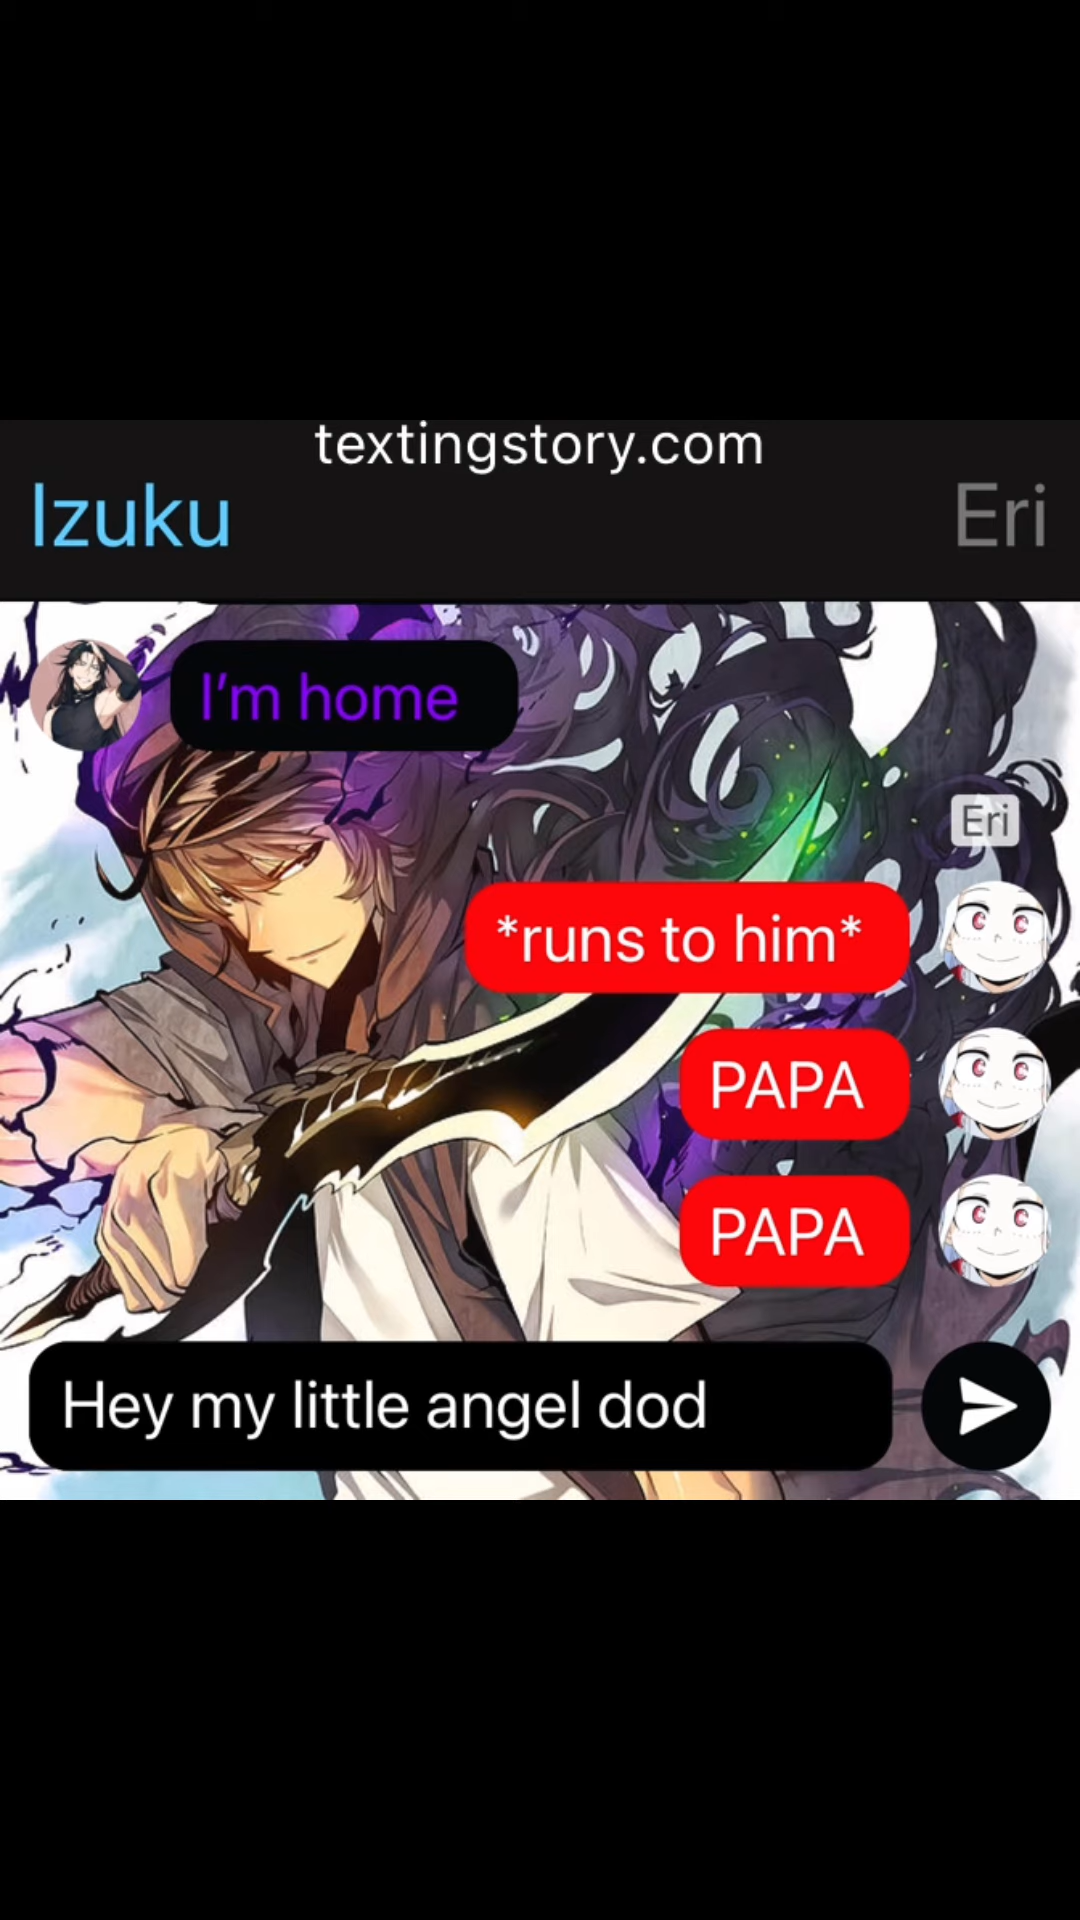 textingstory.com
Izuku
Eri
I’m home
Eri
*runs to him*
PAPA
PAPA
Hey my little angel dod